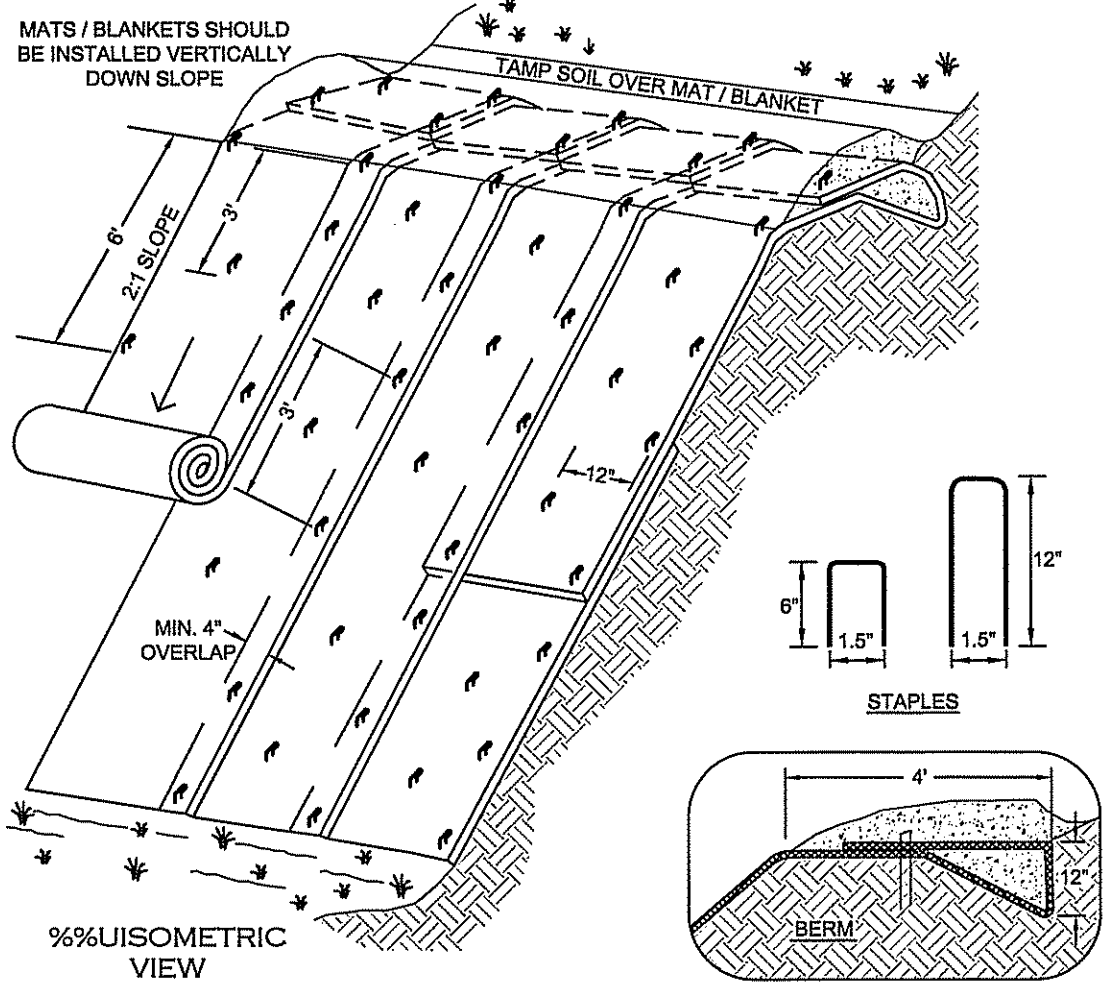 MATS / BLANKETS SHOULD
BE INSTALLED VERTICALLY
DOWN SLOPE
TAMP SOIL OVER MAT / BLANKET
6'
2:1 SLOPE
3'
3'
12"
MIN. 4"
OVERLAP
6"
1.5"
12"
1.5"
STAPLES
4'
12"
BERM
%%UISOMETRIC
VIEW